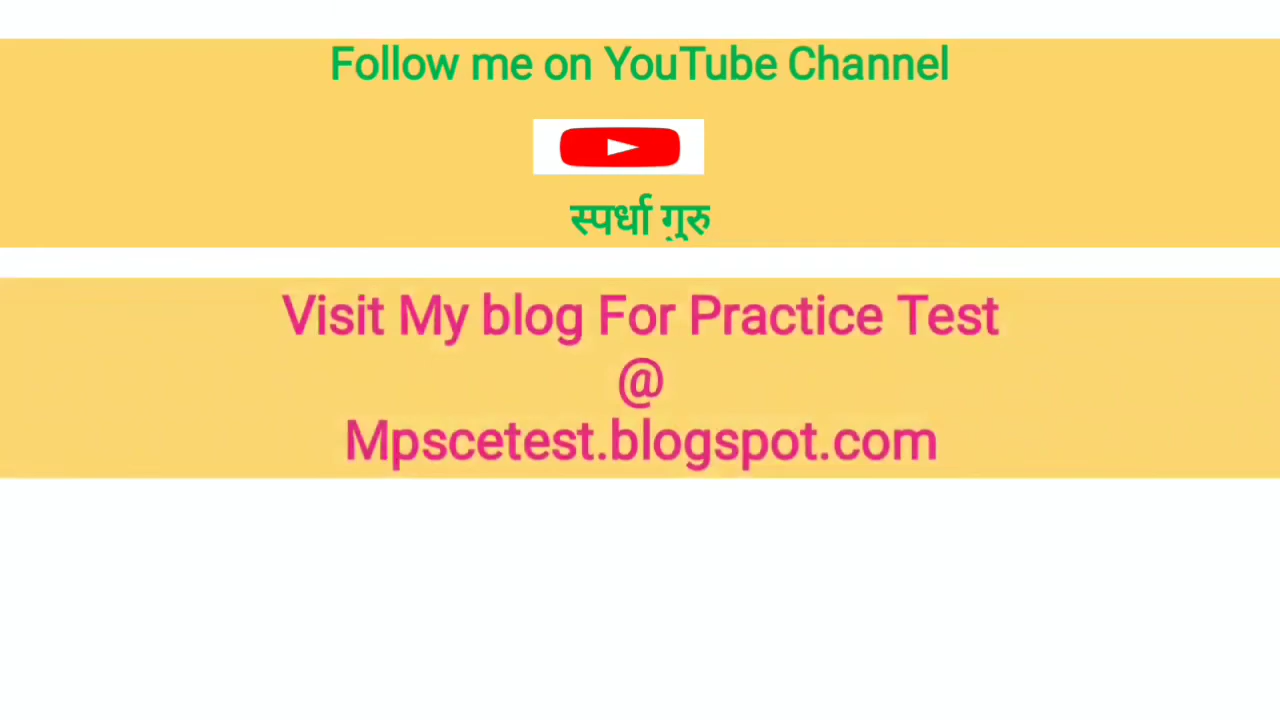 Follow me on YouTube Channel
स्पर्धा गुरु
Visit My blog For Practice Test
@
Mpscetest.blogspot.com